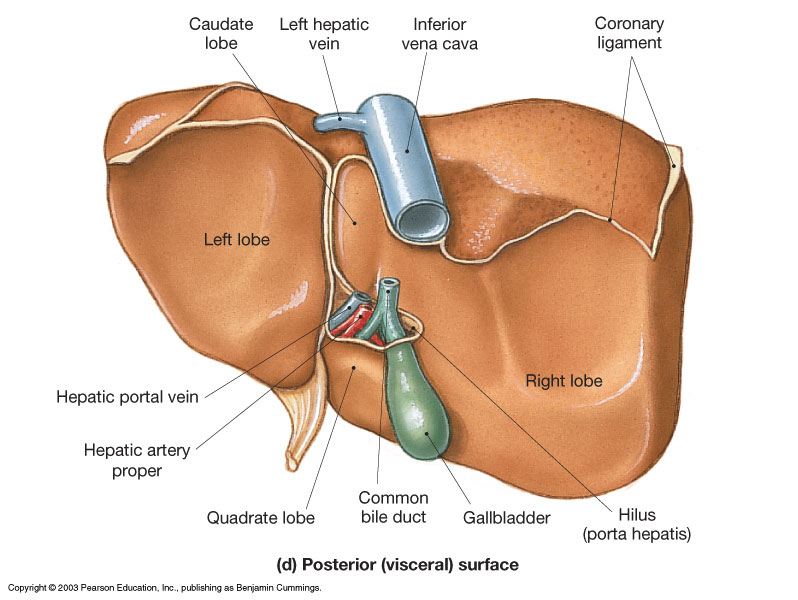 Caudate
lobe
Left hepatic
vein
Inferior
vena cava
Coronary
ligament
Left lobe
Right lobe
Hepatic portal vein
Hepatic artery
proper
Quadrate lobe
Common
bile duct
Gallbladder
Hilus
(porta hepatis)
(d) Posterior (visceral) surface
Copyright © 2003 Pearson Education, Inc., publishing as Benjamin Cummings.